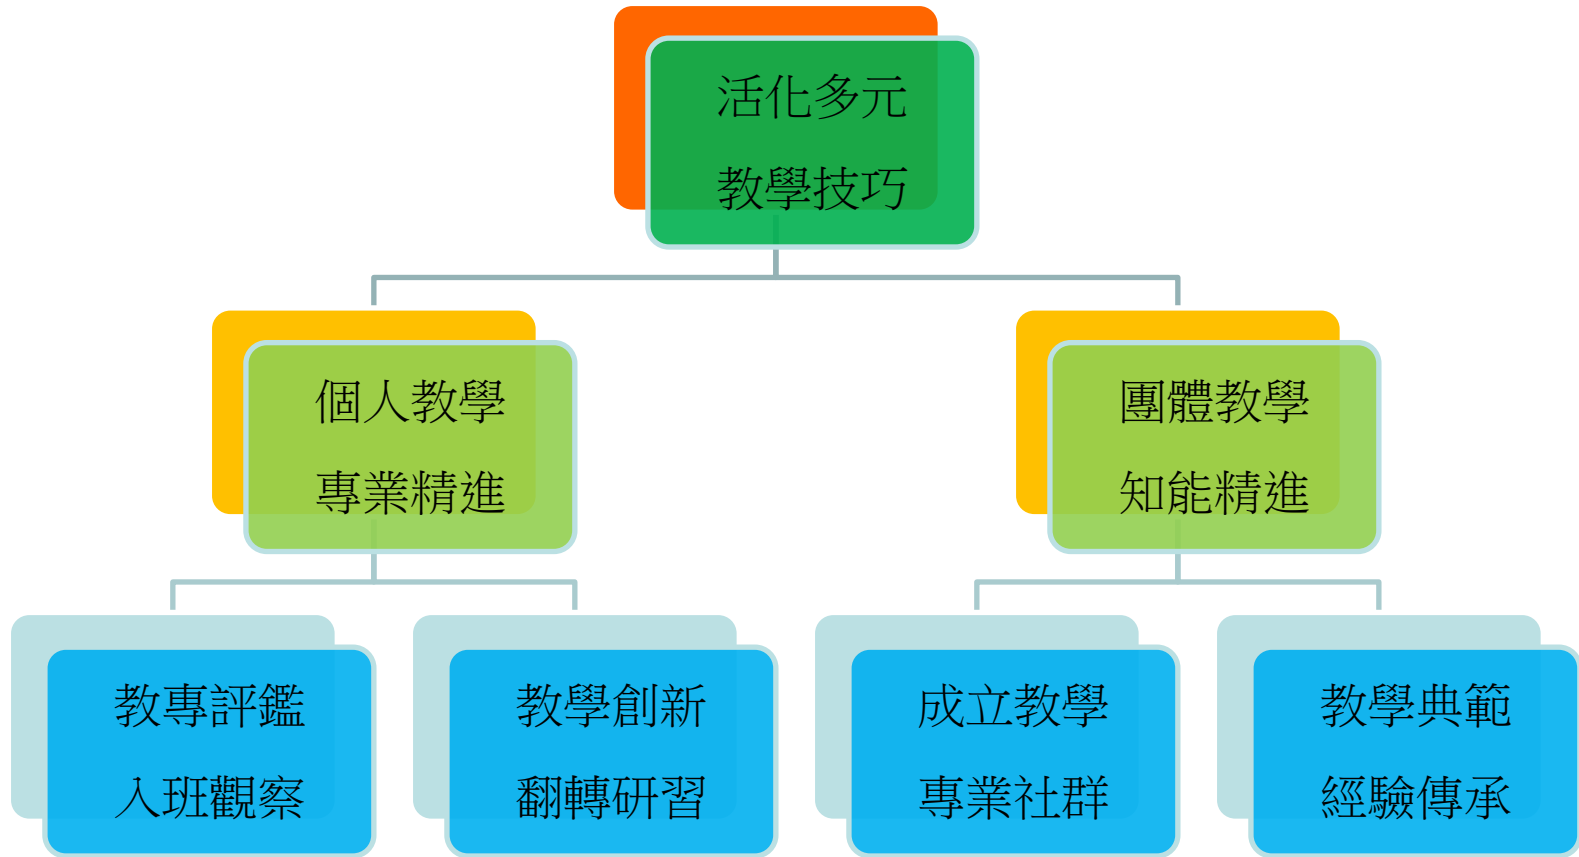 活化多元
教學技巧
個人教學
專業精進
團體教學
知能精進
教專評鑑
入班觀察
教學創新
翻轉研習
成立教學
專業社群
教學典範
經驗傳承